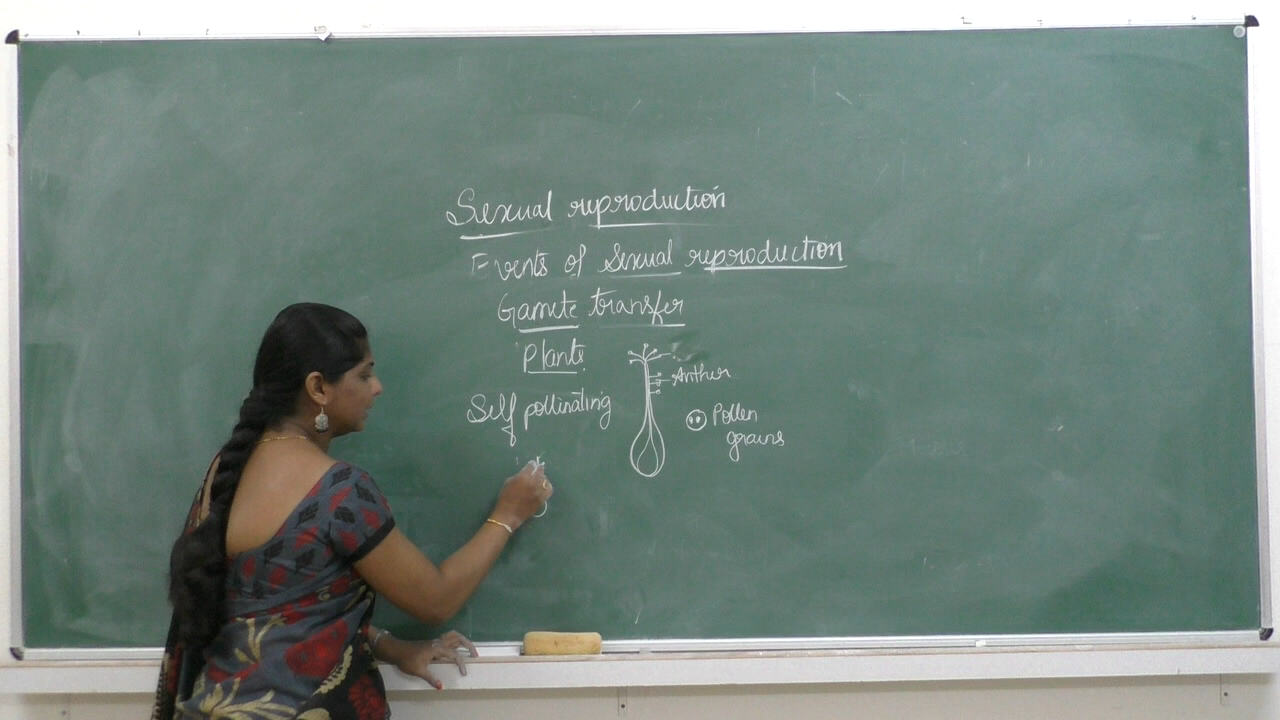 Sexual reproduction
Events of Sexual reproduction
Gamete transfer
Plants
Anther
Self pollinating
Pollen
grains